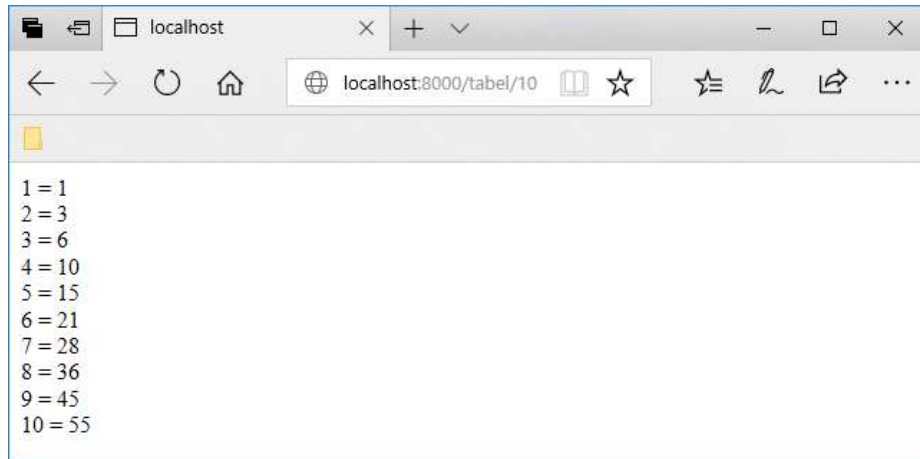 localhost
localhost:8000/tabel/10
1 = 1
2 = 3
3 = 6
4 = 10
5 = 15
6 = 21
7 = 28
8 = 36
9 = 45
10 = 55